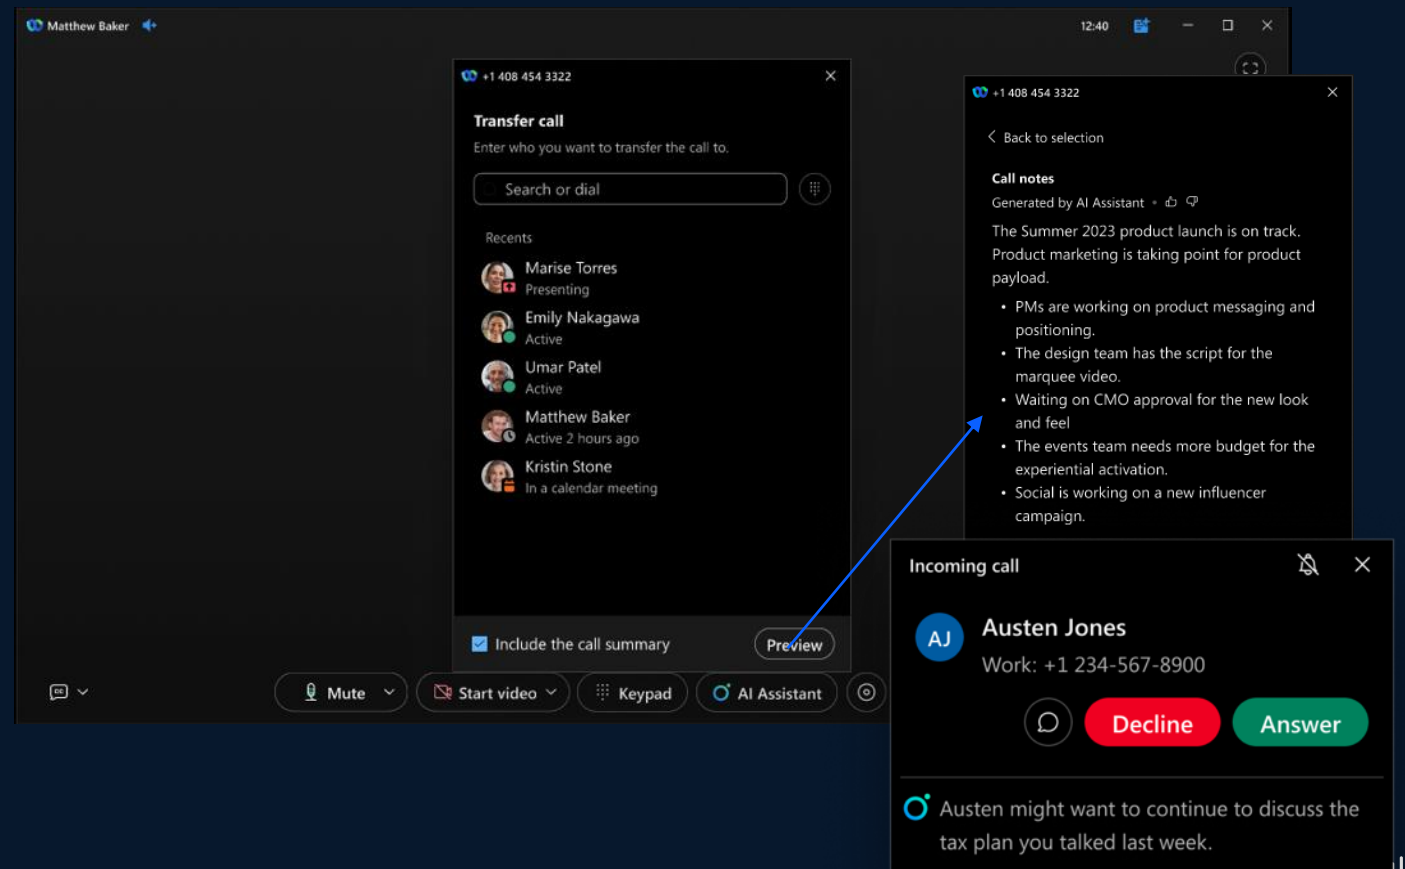 Matthew Baker
12:40
+1 408 454 3322
Transfer call
Enter who you want to transfer the call to.
Search or dial
Recents
Marise Torres
Presenting
Emily Nakagawa
Active
Umar Patel
Active
Matthew Baker
Active 2 hours ago
Kristin Stone
In a calendar meeting
Include the call summary
Preview
CC
Mute
Start video
Keypad
AI Assistant
+1 408 454 3322
Back to selection
Call notes
Generated by AI Assistant •
The Summer 2023 product launch is on track.
Product marketing is taking point for product
payload.
• PMs are working on product messaging and
positioning.
• The design team has the script for the
marquee video.
• Waiting on CMO approval for the new look
and feel
• The events team needs more budget for the
experiential activation.
• Social is working on a new influencer
campaign.
Incoming call
AJ
Austen Jones
Work: +1 234-567-8900
Decline
Answer
Austen might want to continue to discuss the
tax plan you talked last week.